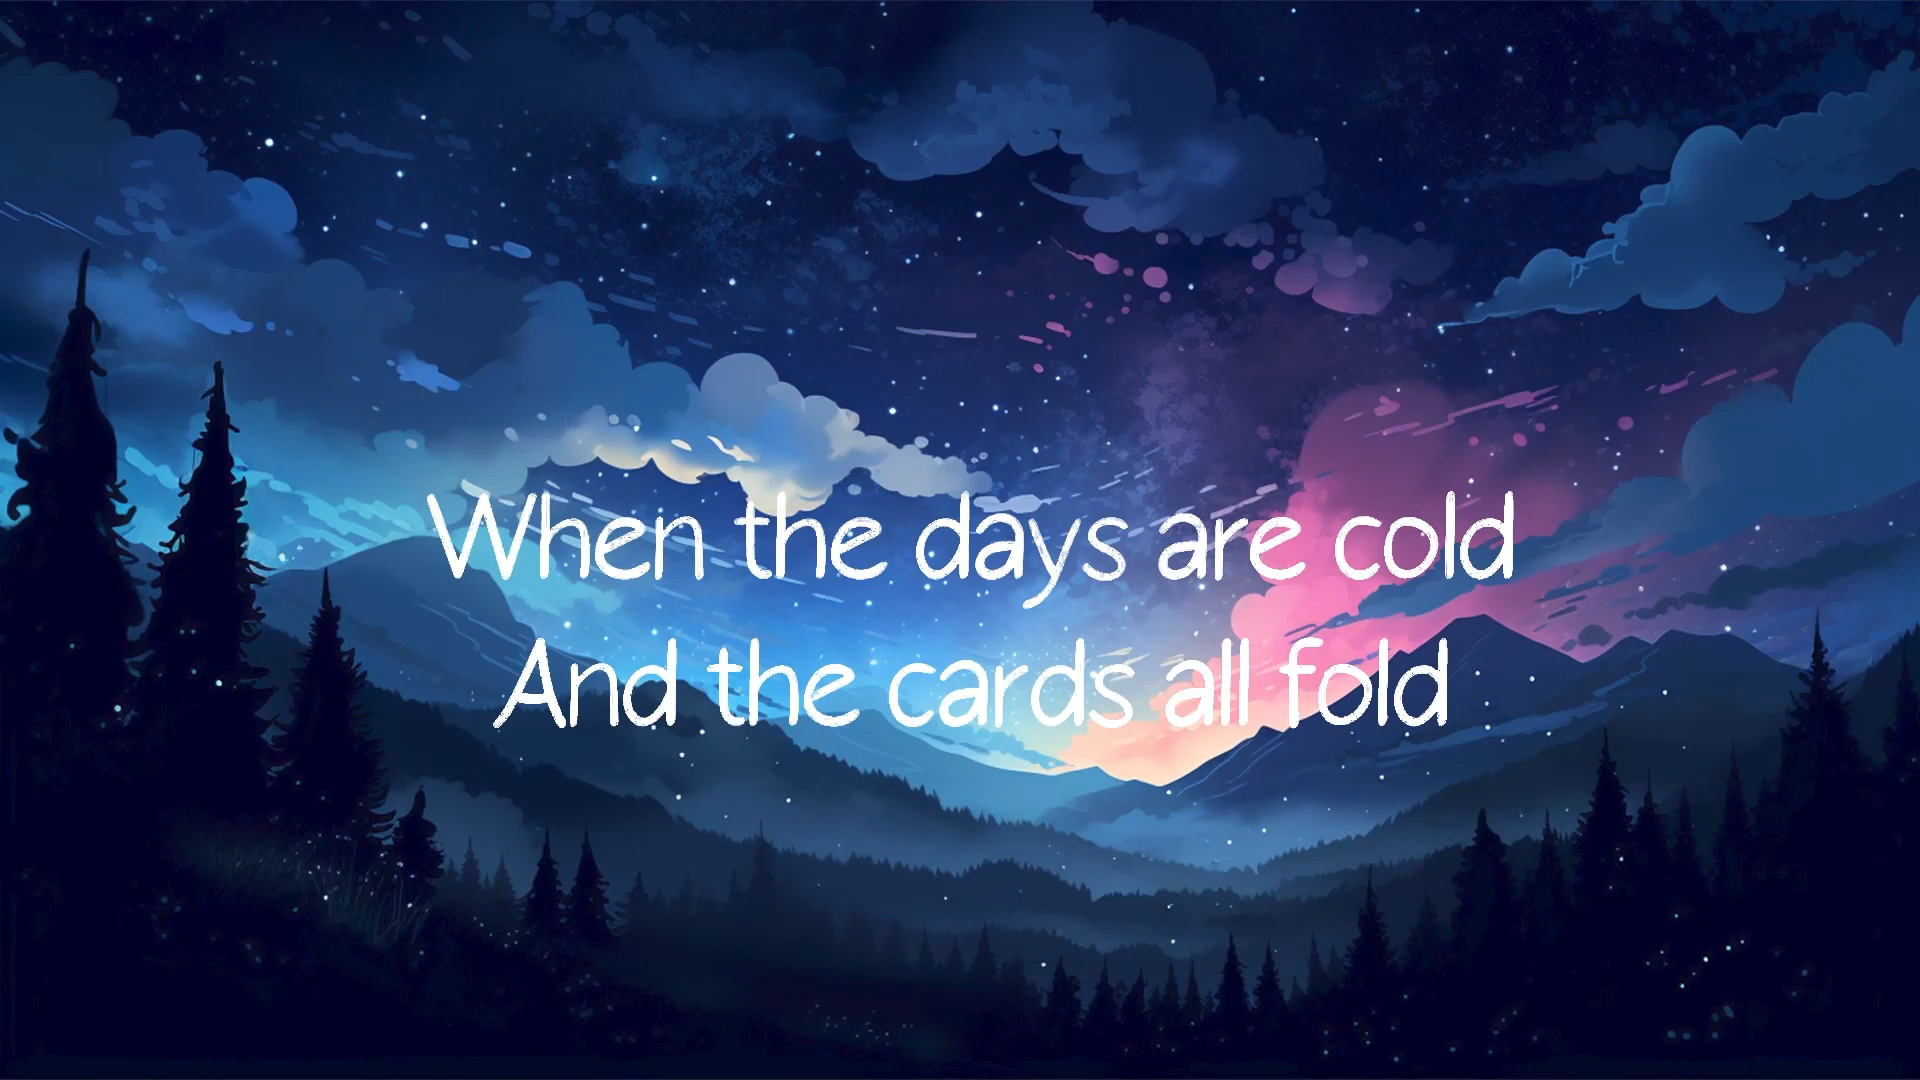 When the days are cold
And the cards all fold